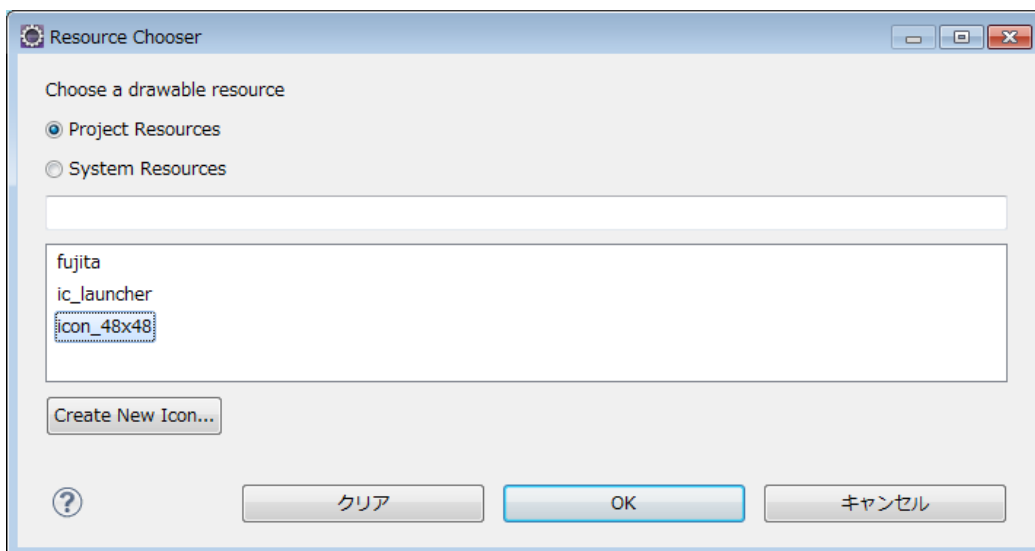 Resource Chooser
Choose a drawable resource
Project Resources
System Resources
fujita
ic_launcher
icon_48x48
Create New Icon...
クリア OK キャンセル